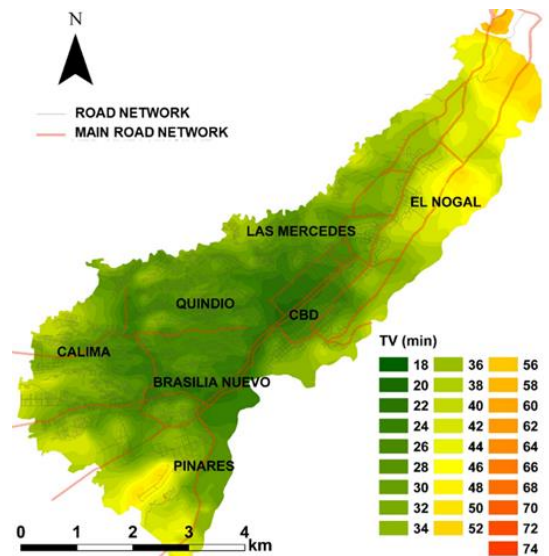 N
ROAD NETWORK
MAIN ROAD NETWORK
EL NOGAL
LAS MERCEDES
QUINDIO
CBD
CALIMA
BRASILIA NUEVO
PINARES
TV (min)
18 36 56
20 38 58
22 40 60
24 42 62
26 44 64
28 46 66
30 48 68
32 50 70
34 52 72
74
0 1 2 3 4
km